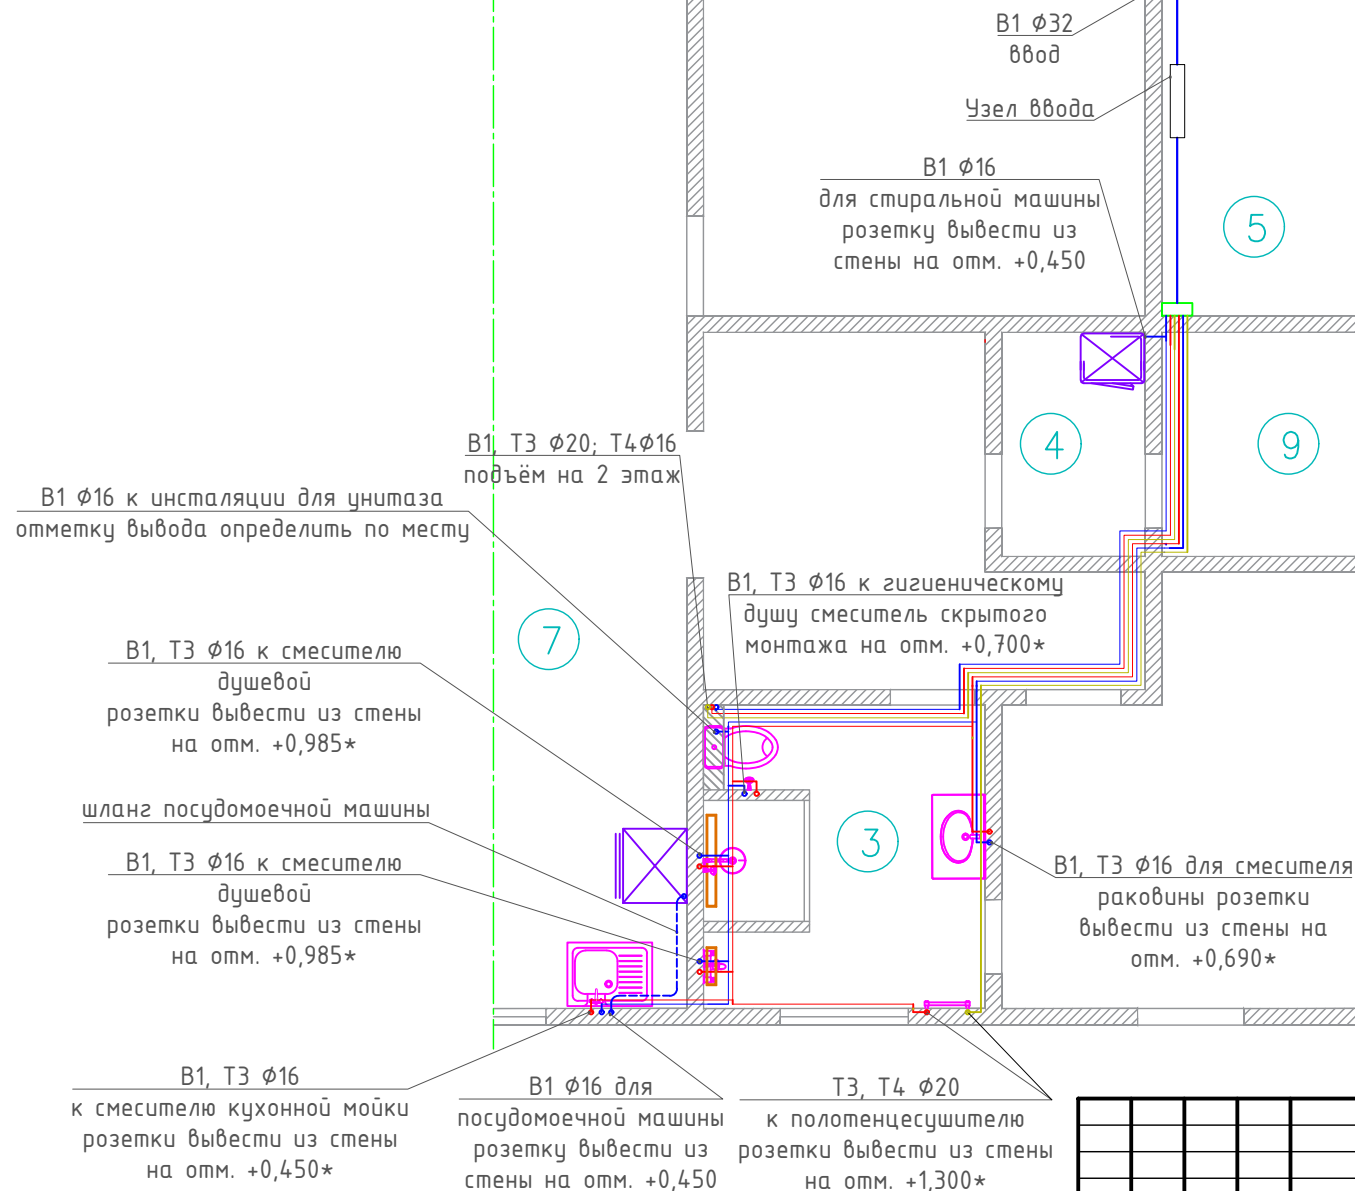 В1 Ф32
ввод
Узел ввода
В1 Ф16
для стиральной машины
розетку вывести из
стены на отм. +0,450
5
4
9
В1, Т3 Ф20; Т4Ф16
подъём на 2 этаж
В1 Ф16 к инсталяции для унитаза
отметку вывода определить по месту
В1, Т3 Ф16 к гигиеническому
душу смеситель скрытого
монтажа на отм. +0,700*
7
В1, Т3 Ф16 к смесителю
душевой
розетки вывести из стены
на отм. +0,985*
шланг посудомоечной машины
В1, Т3 Ф16 к смесителю
душевой
розетки вывести из стены
на отм. +0,985*
3
В1, Т3 Ф16 для смесителя
раковины розетки
вывести из стены на
отм. +0,690*
В1, Т3 Ф16
к смесителю кухонной мойки
розетки вывести из стены
на отм. +0,450*
В1 Ф16 для
посудомоечной машины
розетку вывести из
стены на отм. +0,450
Т3, Т4 Ф20
к полотенцесушителю
розетки вывести из стены
на отм. +1,300*